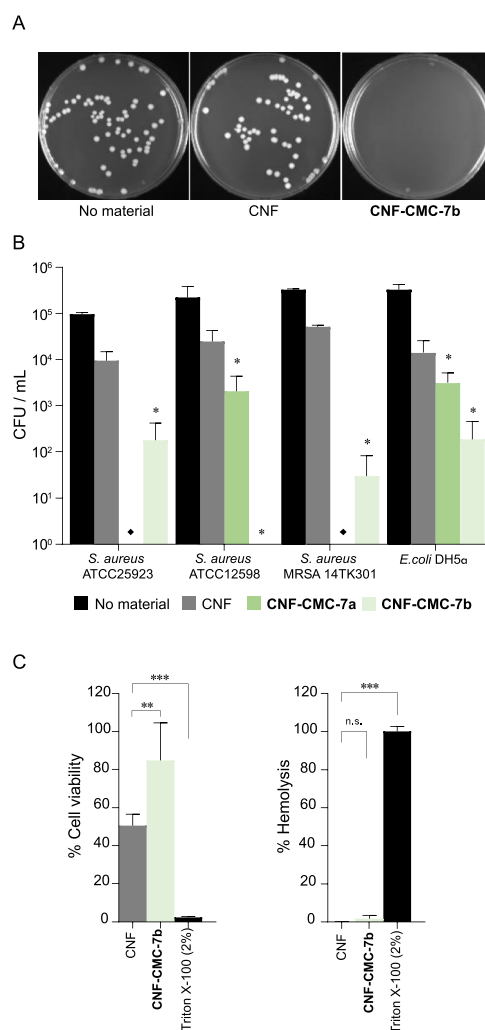 A
No material CNF CNF-CMC-7b
B
CFU / mL
10⁶
10⁵
10⁴
10³
10²
10¹
10⁰
* * * * * *
◆ ◆
S. aureus ATCC25923
S. aureus ATCC12598
S. aureus MRSA 14TK301
E.coli DH5α
No material CNF CNF-CMC-7a CNF-CMC-7b
C
% Cell viability
120
100
80
60
40
20
0
***
**
CNF
CNF-CMC-7b
Triton X-100 (2%)
% Hemolysis
120
100
80
60
40
20
0
***
n.s.
CNF
CNF-CMC-7b
Triton X-100 (2%)